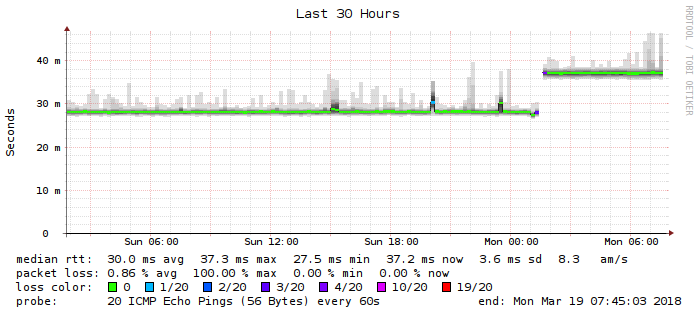 Last 30 Hours
RRDTOOL / TOBI OETIKER
Seconds
40 m
30 m
20 m
10 m
0
Sun 06:00 Sun 12:00 Sun 18:00 Mon 00:00 Mon 06:00
median rtt: 30.0 ms avg 37.3 ms max 27.5 ms min 37.2 ms now 3.6 ms sd 8.3 am/s
packet loss: 0.86 % avg 100.00 % max 0.00 % min 0.00 % now
loss color: 0 1/20 2/20 3/20 4/20 10/20 19/20
probe: 20 ICMP Echo Pings (56 Bytes) every 60s end: Mon Mar 19 07:45:03 2018